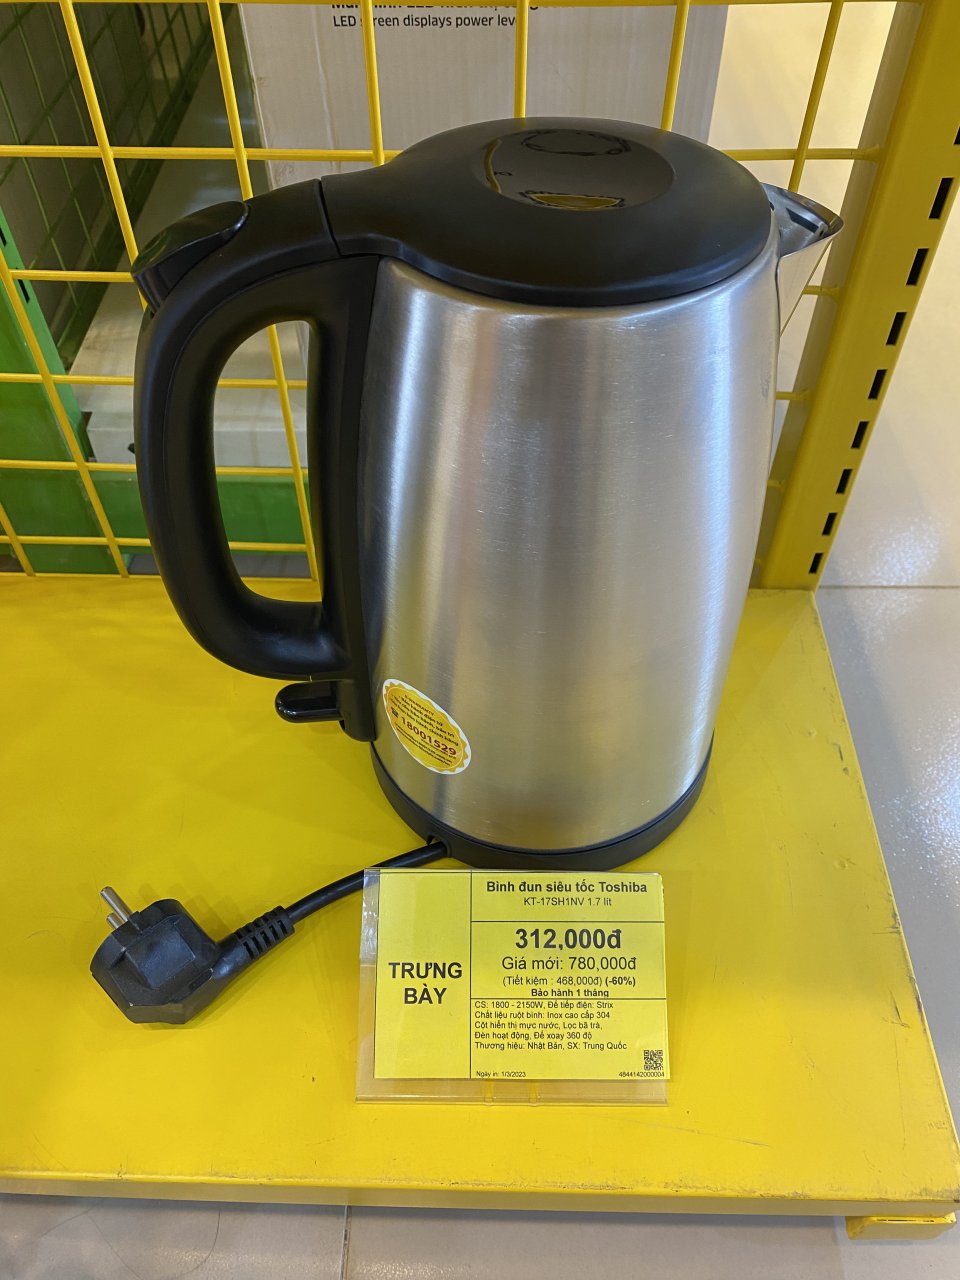 LED screen displays power level
Bình đun siêu tốc Toshiba
KT-17SH1NV 1.7 lít
TRƯNG
BÀY
312,000đ
Giá mới: 780,000đ
(Tiết kiệm : 468,000đ) (-60%)
Bảo hành 1 tháng
CS: 1800 - 2150W, Đế tiếp điện: Strix
Chất liệu ruột bình: Inox cao cấp 304
Cột hiển thị mực nước, Lọc bã trà,
Đèn hoạt động, Đế xoay 360 độ
Thương hiệu: Nhật Bản, SX: Trung Quốc
Ngày in: 1/3/2023
4844142000004
18001529